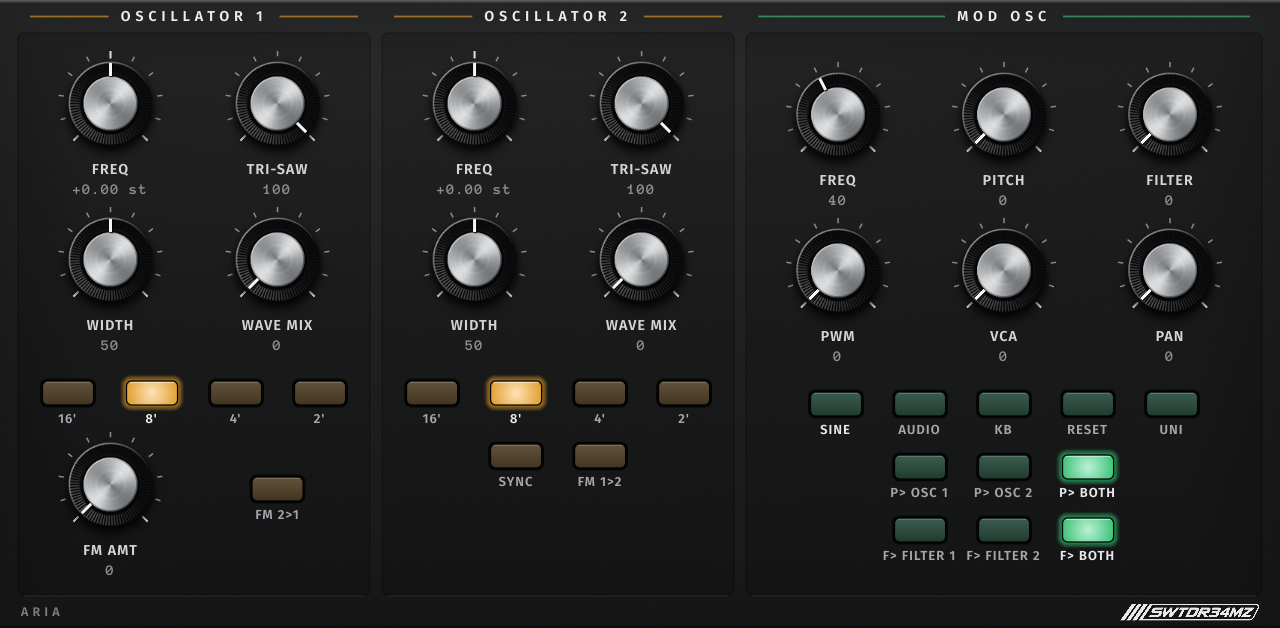 OSCILLATOR 1
OSCILLATOR 2
MOD OSC
FREQ
+0.00 st
TRI-SAW
100
FREQ
+0.00 st
TRI-SAW
100
FREQ
40
PITCH
0
FILTER
0
WIDTH
50
WAVE MIX
0
WIDTH
50
WAVE MIX
0
PWM
0
VCA
0
PAN
0
16'
8'
4'
2'
16'
8'
4'
2'
SINE
AUDIO
KB
RESET
UNI
FM AMT
0
FM 2>1
SYNC
FM 1>2
P> OSC 1
P> OSC 2
P> BOTH
F> FILTER 1
F> FILTER 2
F> BOTH
ARIA
SWTDR34MZ